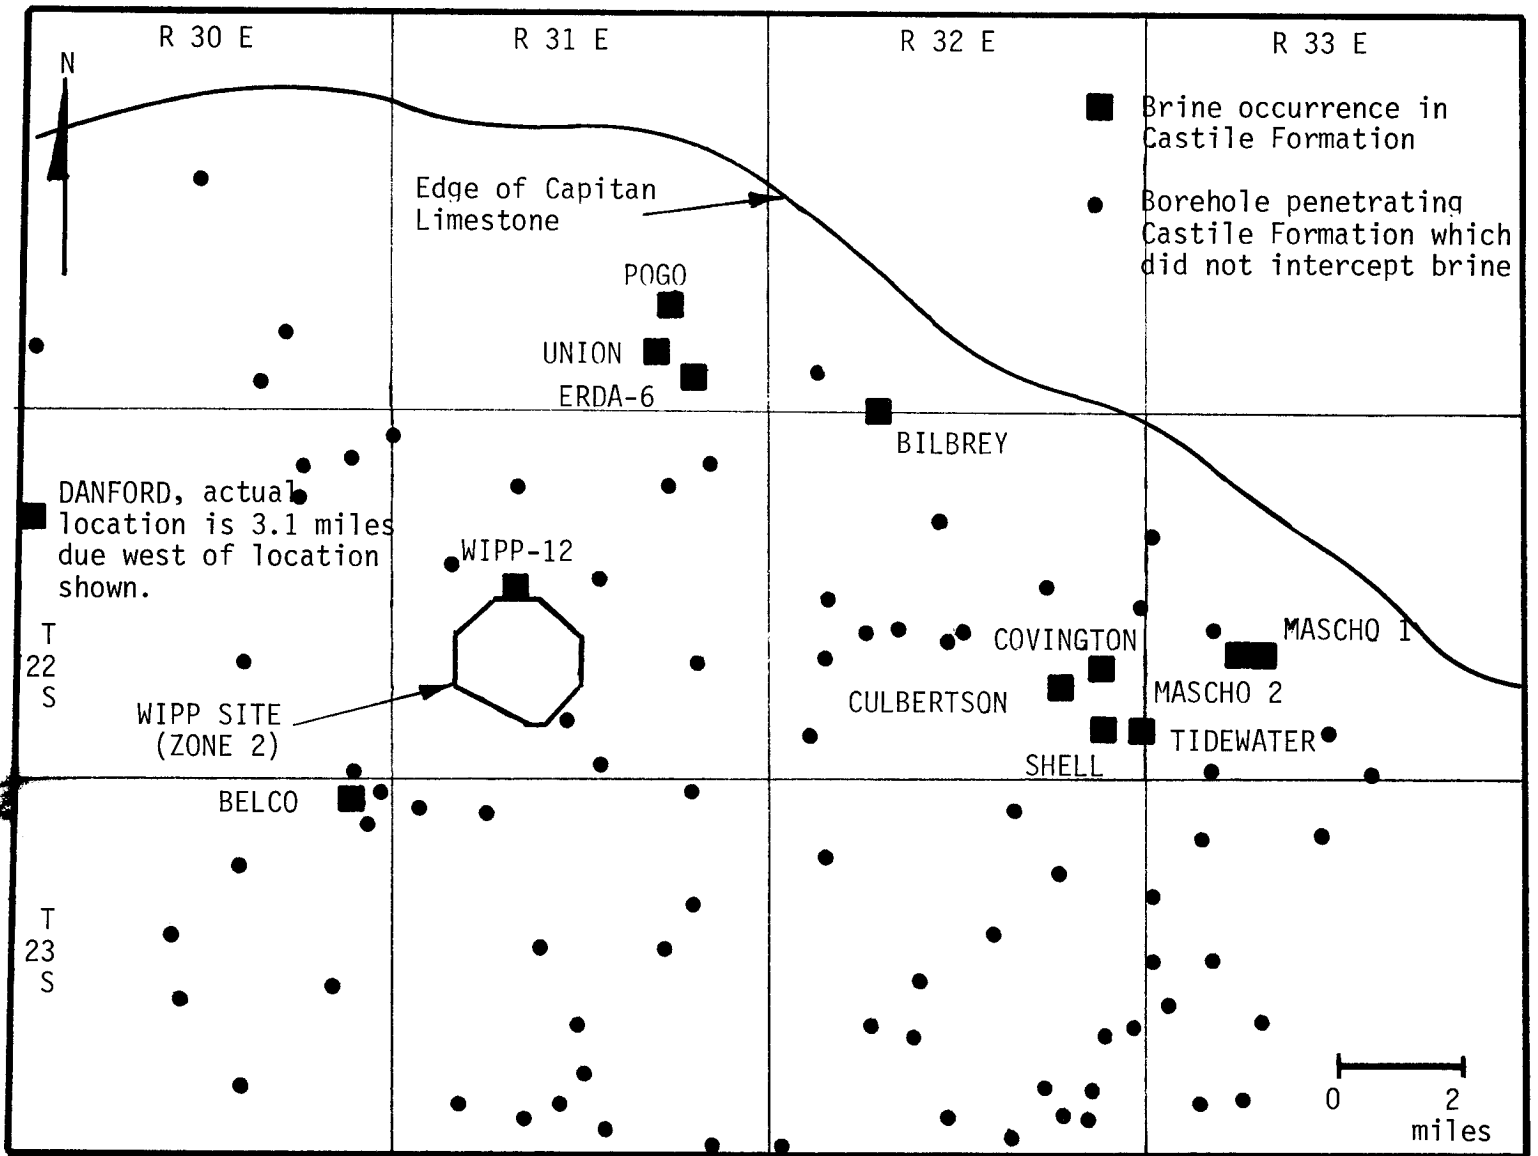 R 30 E
R 31 E
R 32 E
R 33 E
N
Brine occurrence in
Castile Formation
Edge of Capitan
Limestone
Borehole penetrating
Castile Formation which
did not intercept brine
POGO
UNION
ERDA-6
BILBREY
DANFORD, actual
location is 3.1 miles
due west of location
shown.
WIPP-12
T
22
S
COVINGTON
MASCHO 1
CULBERTSON
MASCHO 2
WIPP SITE
(ZONE 2)
TIDEWATER
SHELL
BELCO
T
23
S
0 2
miles